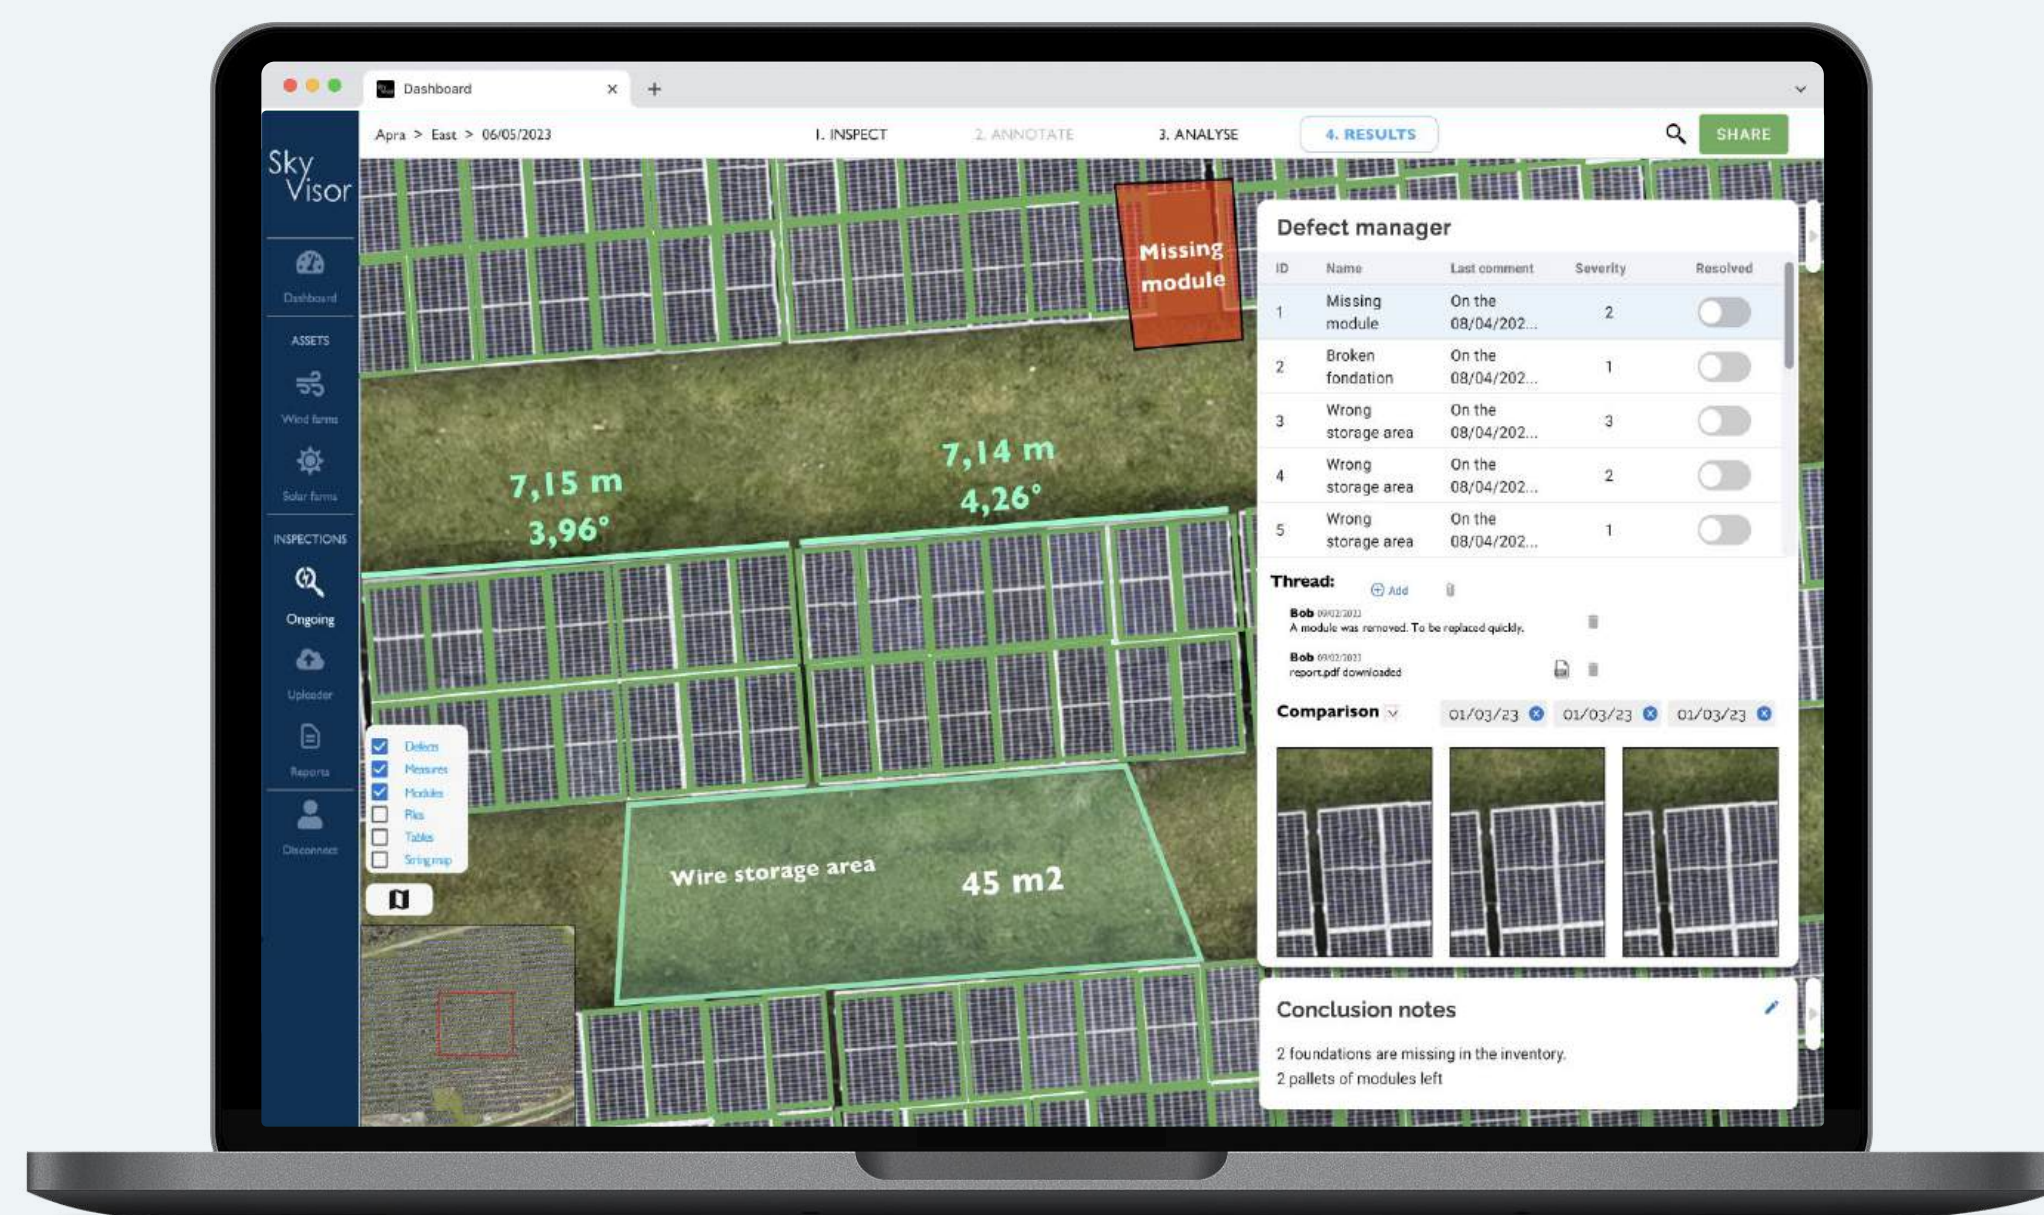 Dashboard
Apra > East > 06/05/2023
1. INSPECT
2. ANNOTATE
3. ANALYSE
4. RESULTS
SHARE
Sky
Visor
Dashboard
ASSETS
Wind farms
Solar farms
INSPECTIONS
Ongoing
Uploader
Reports
Disconnect
Missing
module
7,15 m
3,96°
7,14 m
4,26°
Defects
Measures
Modules
Piles
Tables
String map
Wire storage area
45 m2
Defect manager
ID Name Last comment Severity Resolved
1 Missing module On the 08/04/202... 2
2 Broken fondation On the 08/04/202... 1
3 Wrong storage area On the 08/04/202... 3
4 Wrong storage area On the 08/04/202... 2
5 Wrong storage area On the 08/04/202... 1
Thread:
Add
Bob
A module was removed. To be replaced quickly.
Bob
report.pdf downloaded
Comparison
01/03/23 01/03/23 01/03/23
Conclusion notes
2 foundations are missing in the inventory.
2 pallets of modules left